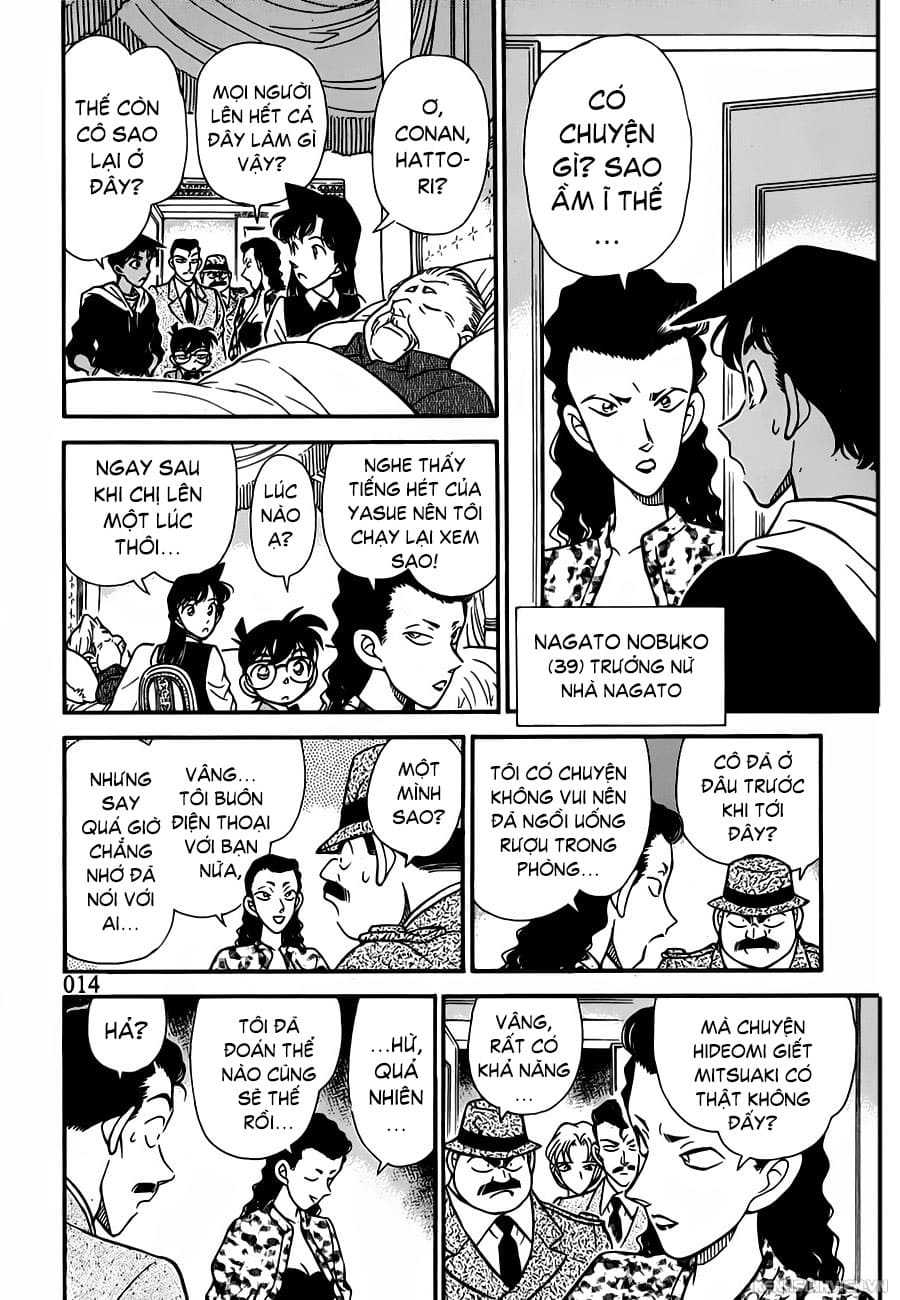 CÓ
CHUYỆN
GÌ? SAO
ẦM Ĩ THẾ
...
Ơ,
CONAN,
HATTO-
RI?
MỌI NGƯỜI
LÊN HẾT CẢ
ĐÂY LÀM GÌ
VẬY?
THẾ CÒN
CÔ SAO
LẠI Ở
ĐÂY?
NAGATO NOBUKO
(39) TRƯỞNG NỮ
NHÀ NAGATO
NGHE THẤY
TIẾNG HÉT CỦA
YASUE NÊN TÔI
CHẠY LẠI XEM
SAO!
LÚC
NÀO
Ạ?
NGAY SAU
KHI CHỊ LÊN
MỘT LÚC
THÔI...
CÔ ĐÃ Ở
ĐÂU TRƯỚC
KHI TỚI
ĐÂY?
TÔI CÓ CHUYỆN
KHÔNG VUI NÊN
ĐÃ NGỒI UỐNG
RƯỢU TRONG
PHÒNG...
MỘT
MÌNH
SAO?
VÂNG...
TÔI BUÔN
ĐIỆN THOẠI
VỚI BẠN
NỮA,
NHƯNG
SAY
QUÁ GIỜ
CHẲNG
NHỚ ĐÃ
NÓI VỚI
AI...
014
MÀ CHUYỆN
HIDEOMI GIẾT
MITSUAKI CÓ
THẬT KHÔNG
ĐẤY?
VÂNG,
RẤT CÓ
KHẢ NĂNG
...
...HỪ,
QUẢ
NHIÊN
...
TÔI ĐÃ
ĐOÁN THẾ
NÀO CŨNG
SẼ THẾ
RỒI...
HẢ?